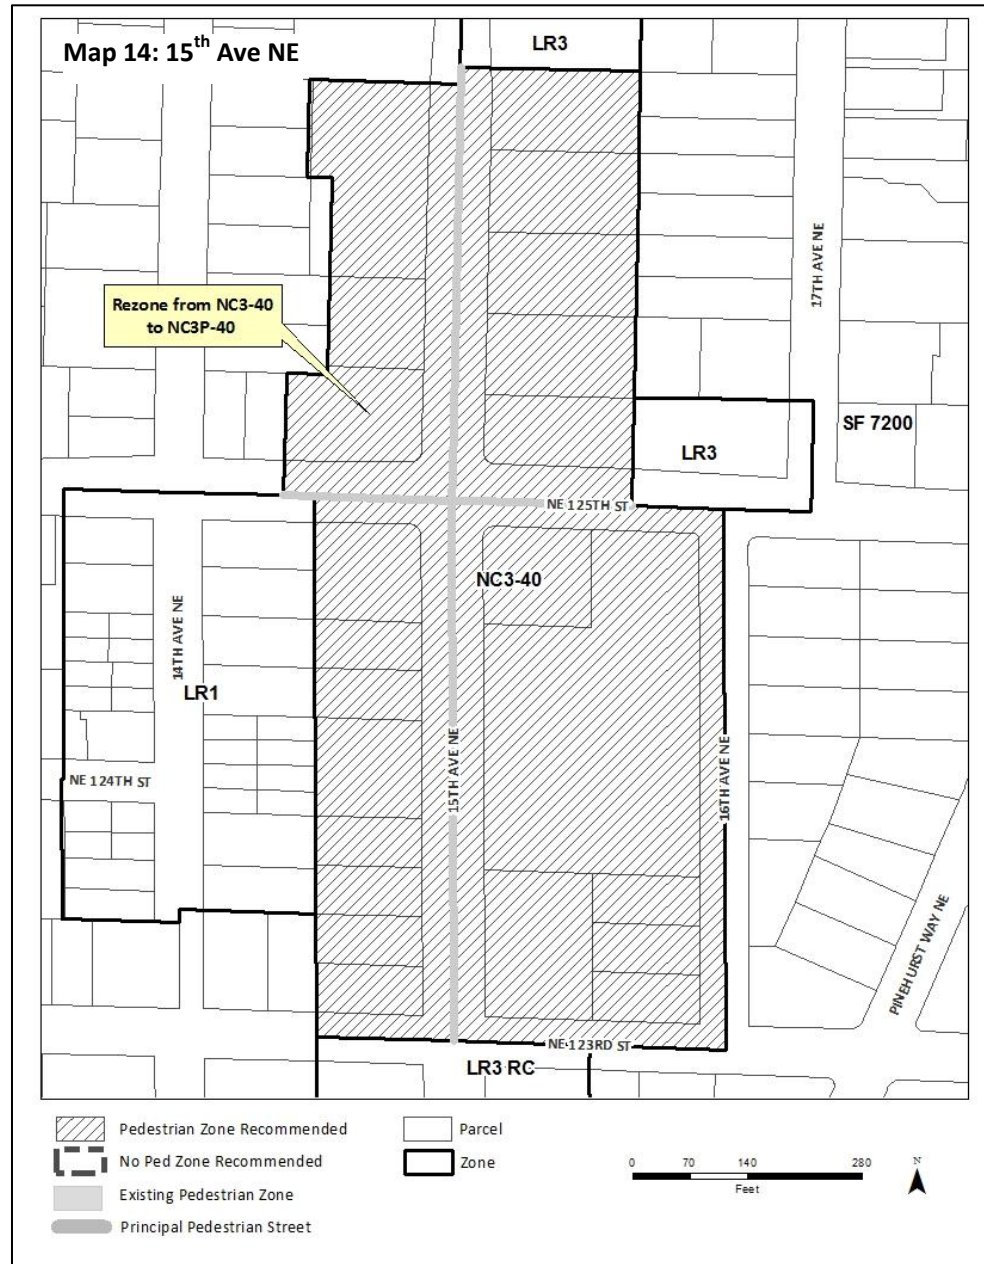 Map 14: 15th Ave NE
LR3
17TH AVE NE
Rezone from NC3-40
to NC3P-40
SF 7200
LR3
NE 125TH ST
NC3-40
14TH AVE NE
LR1
15TH AVE NE
16TH AVE NE
NE 124TH ST
PINEHURST WAY NE
NE 123RD ST
LR3 RC
Pedestrian Zone Recommended
No Ped Zone Recommended
Existing Pedestrian Zone
Principal Pedestrian Street
Parcel
Zone
0 70 140 280
Feet
N